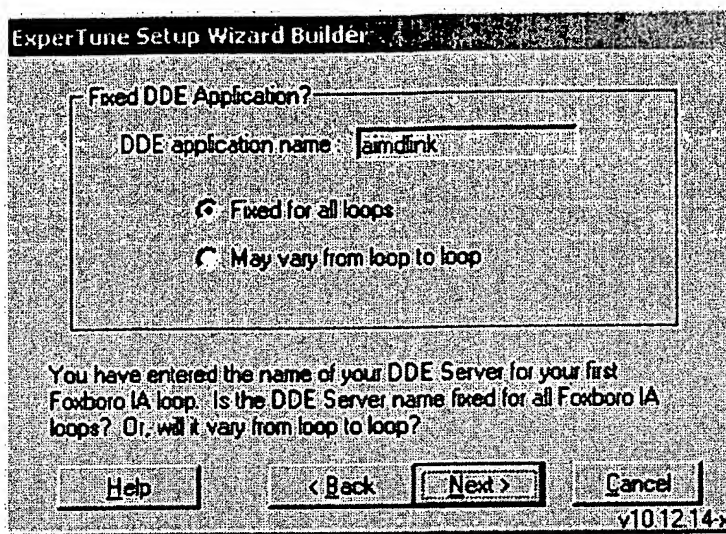 ExperTune Setup Wizard Builder
Fixed DDE Application?
DDE application name : aimdlink
Fixed for all loops
May vary from loop to loop
You have entered the name of your DDE Server for your first
Foxboro IA loop. Is the DDE Server name fixed for all Foxboro IA
loops? Or, will it vary from loop to loop?
Help < Back Next > Cancel
v10.12.14-x